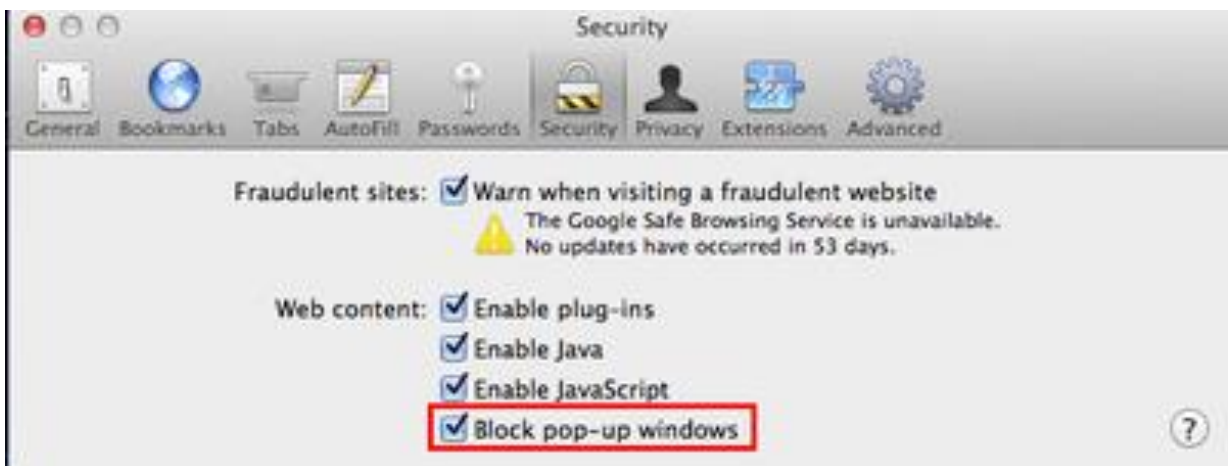 Security
General Bookmarks Tabs AutoFill Passwords Security Privacy Extensions Advanced
Fraudulent sites: Warn when visiting a fraudulent website
The Google Safe Browsing Service is unavailable.
No updates have occurred in 53 days.
Web content: Enable plug-ins
Enable Java
Enable JavaScript
Block pop-up windows
?